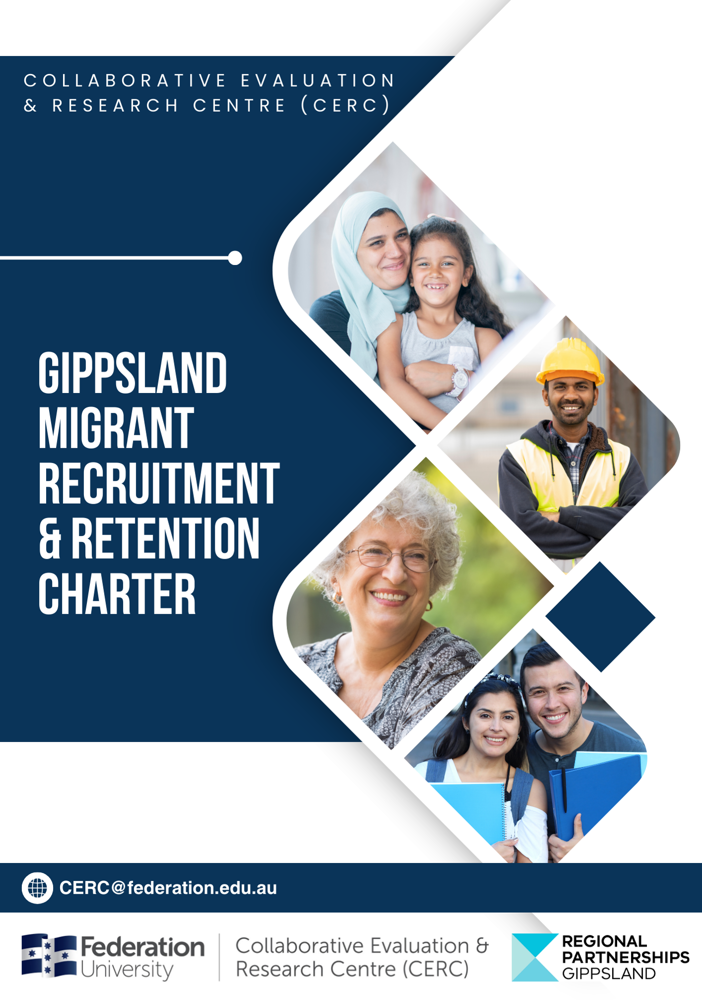 COLLABORATIVE EVALUATION
& RESEARCH CENTRE (CERC)
GIPPSLAND
MIGRANT
RECRUITMENT
& RETENTION
CHARTER
CERC@federation.edu.au
Federation
University
Collaborative Evaluation &
Research Centre (CERC)
REGIONAL
PARTNERSHIPS
GIPPSLAND